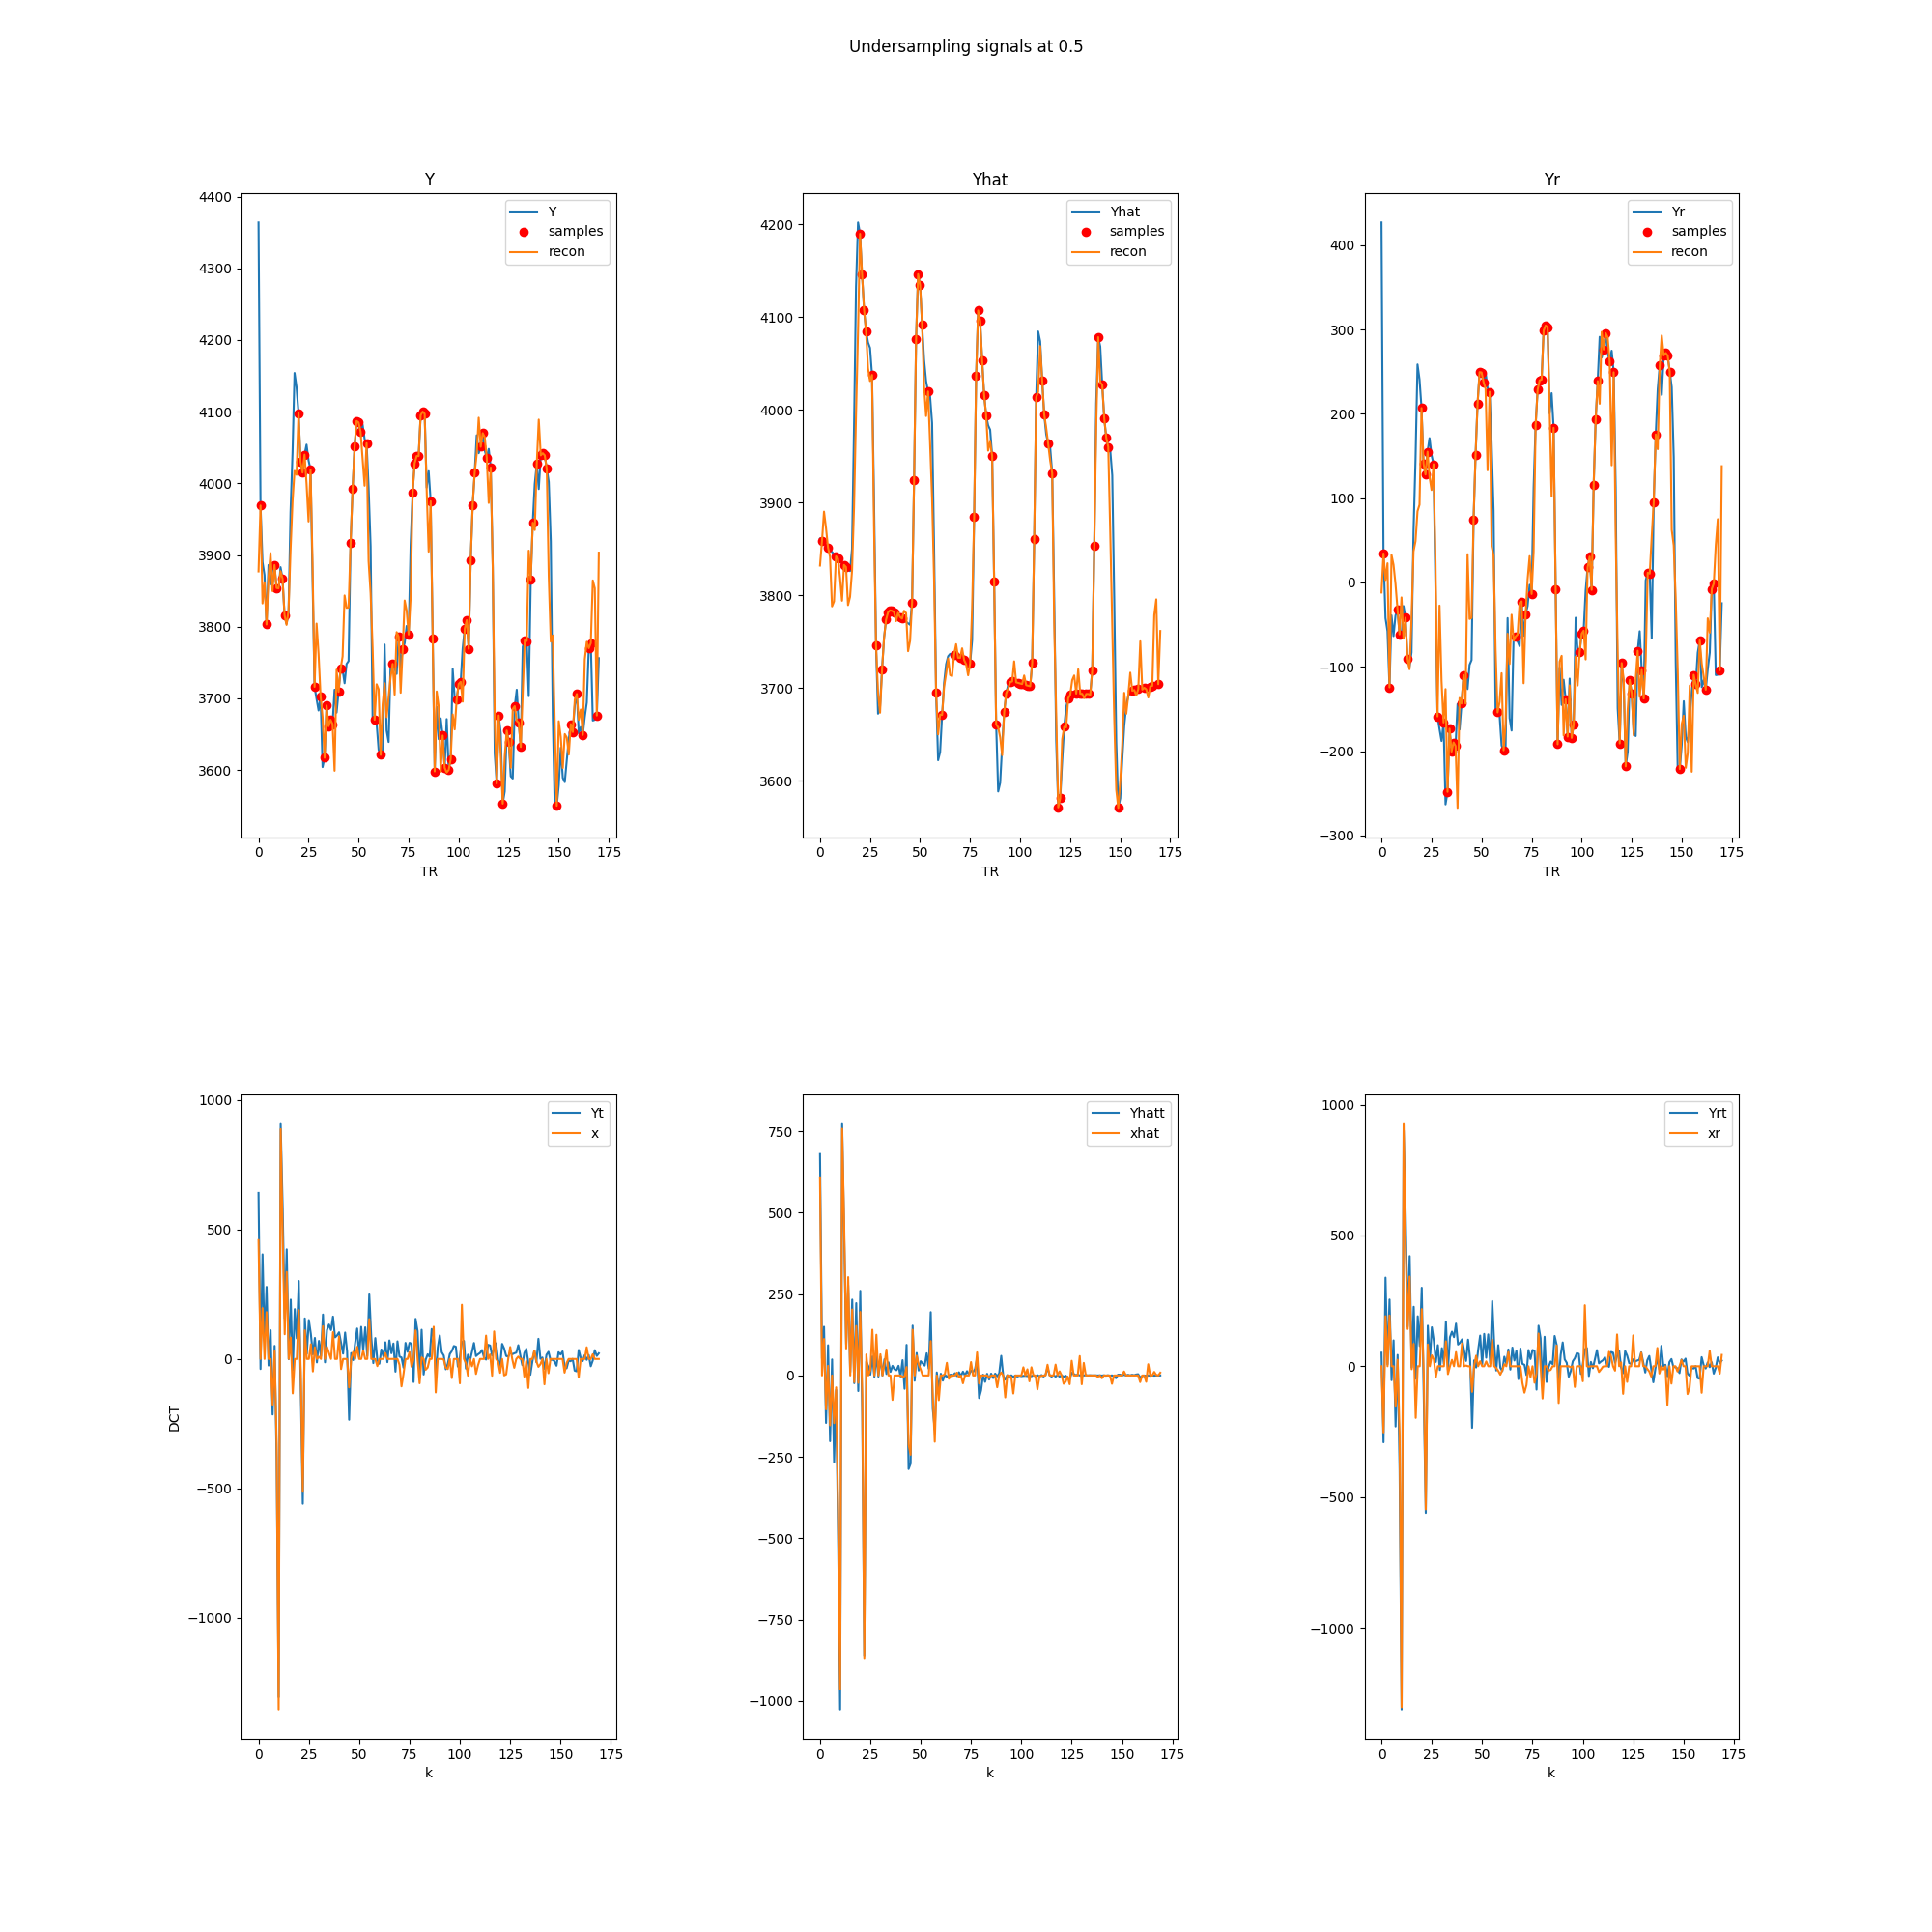 Undersampling signals at 0.5
Y
4400
4300
4200
4100
4000
3900
3800
3700
3600
0 25 50 75 100 125 150 175
TR
Y
samples
recon
Yhat
4200
4100
4000
3900
3800
3700
3600
0 25 50 75 100 125 150 175
TR
Yhat
samples
recon
Yr
400
300
200
100
0
−100
−200
−300
0 25 50 75 100 125 150 175
TR
Yr
samples
recon
DCT
1000
500
0
−500
−1000
0 25 50 75 100 125 150 175
k
Yt
x
750
500
250
0
−250
−500
−750
−1000
0 25 50 75 100 125 150 175
k
Yhatt
xhat
1000
500
0
−500
−1000
0 25 50 75 100 125 150 175
k
Yrt
xr